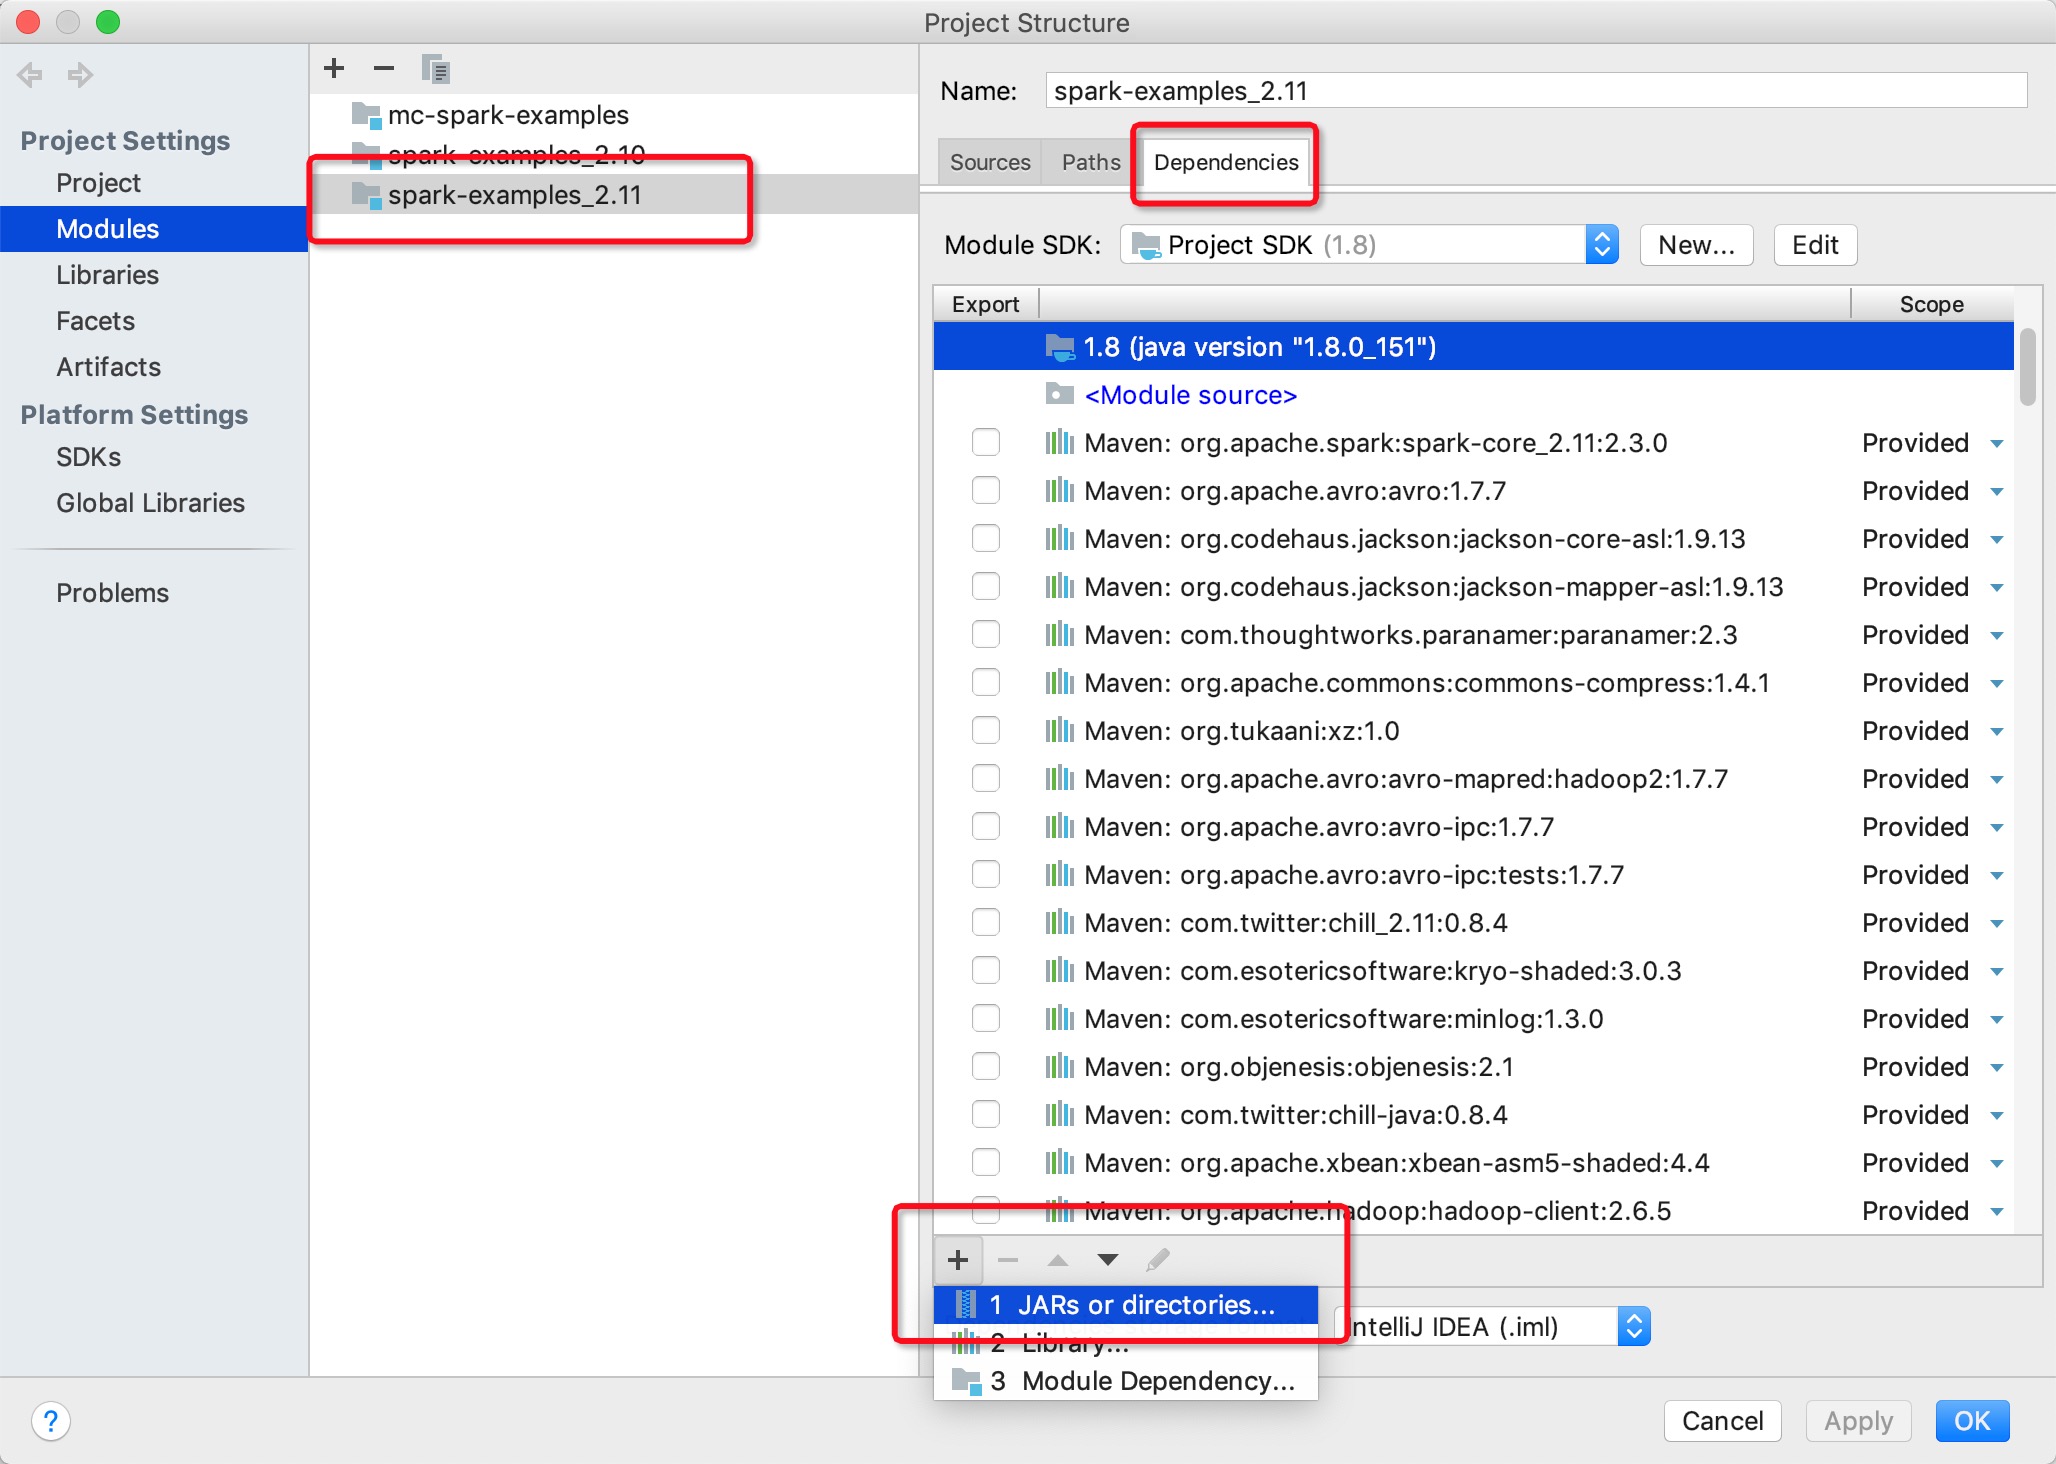 Project Structure
Project Settings
Project
Modules
Libraries
Facets
Artifacts
Platform Settings
SDKs
Global Libraries
Problems
mc-spark-examples
spark-examples_2.10
spark-examples_2.11
Name: spark-examples_2.11
Sources Paths Dependencies
Module SDK: Project SDK (1.8) New... Edit
Export Scope
1.8 (java version "1.8.0_151")
<Module source>
Maven: org.apache.spark:spark-core_2.11:2.3.0 Provided
Maven: org.apache.avro:avro:1.7.7 Provided
Maven: org.codehaus.jackson:jackson-core-asl:1.9.13 Provided
Maven: org.codehaus.jackson:jackson-mapper-asl:1.9.13 Provided
Maven: com.thoughtworks.paranamer:paranamer:2.3 Provided
Maven: org.apache.commons:commons-compress:1.4.1 Provided
Maven: org.tukaani:xz:1.0 Provided
Maven: org.apache.avro:avro-mapred:hadoop2:1.7.7 Provided
Maven: org.apache.avro:avro-ipc:1.7.7 Provided
Maven: org.apache.avro:avro-ipc:tests:1.7.7 Provided
Maven: com.twitter:chill_2.11:0.8.4 Provided
Maven: com.esotericsoftware:kryo-shaded:3.0.3 Provided
Maven: com.esotericsoftware:minlog:1.3.0 Provided
Maven: org.objenesis:objenesis:2.1 Provided
Maven: com.twitter:chill-java:0.8.4 Provided
Maven: org.apache.xbean:xbean-asm5-shaded:4.4 Provided
Maven: org.apache.hadoop:hadoop-client:2.6.5 Provided
1 JARs or directories...
IntelliJ IDEA (.iml)
2 Library...
3 Module Dependency...
? Cancel Apply OK